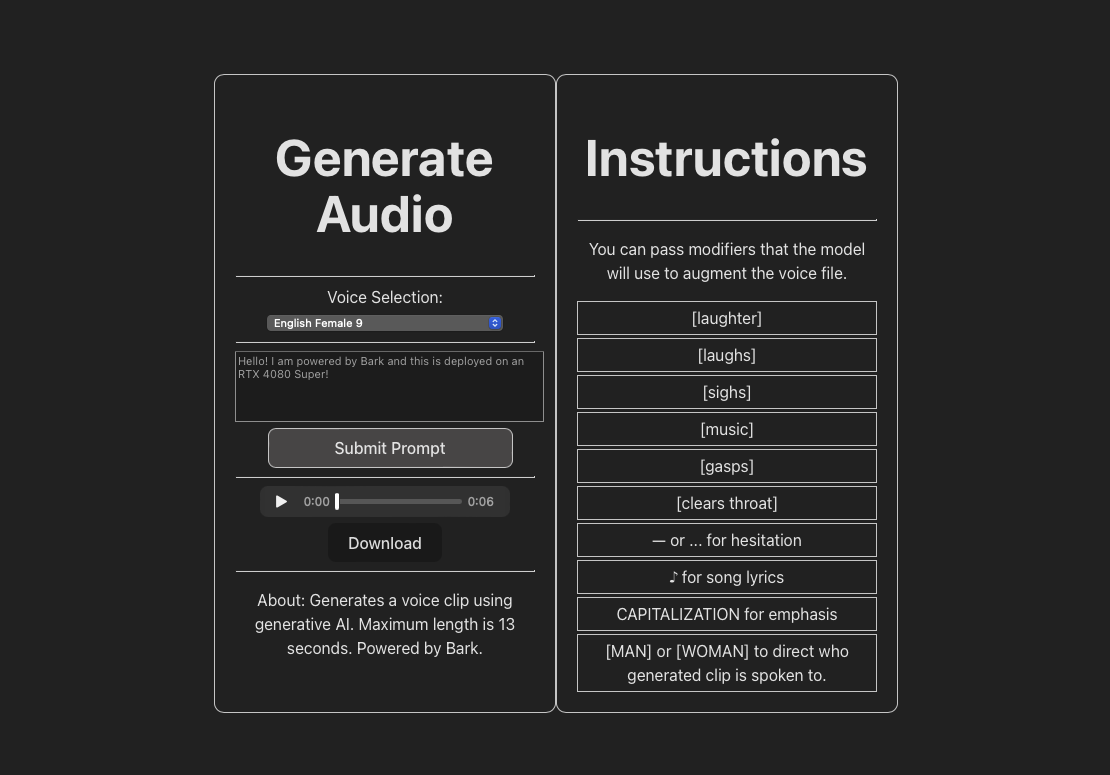 Generate
Audio
Voice Selection:
English Female 9
Hello! I am powered by Bark and this is deployed on an
RTX 4080 Super!
Submit Prompt
0:00 0:06
Download
About: Generates a voice clip using
generative AI. Maximum length is 13
seconds. Powered by Bark.
Instructions
You can pass modifiers that the model
will use to augment the voice file.
[laughter]
[laughs]
[sighs]
[music]
[gasps]
[clears throat]
— or ... for hesitation
♪ for song lyrics
CAPITALIZATION for emphasis
[MAN] or [WOMAN] to direct who
generated clip is spoken to.